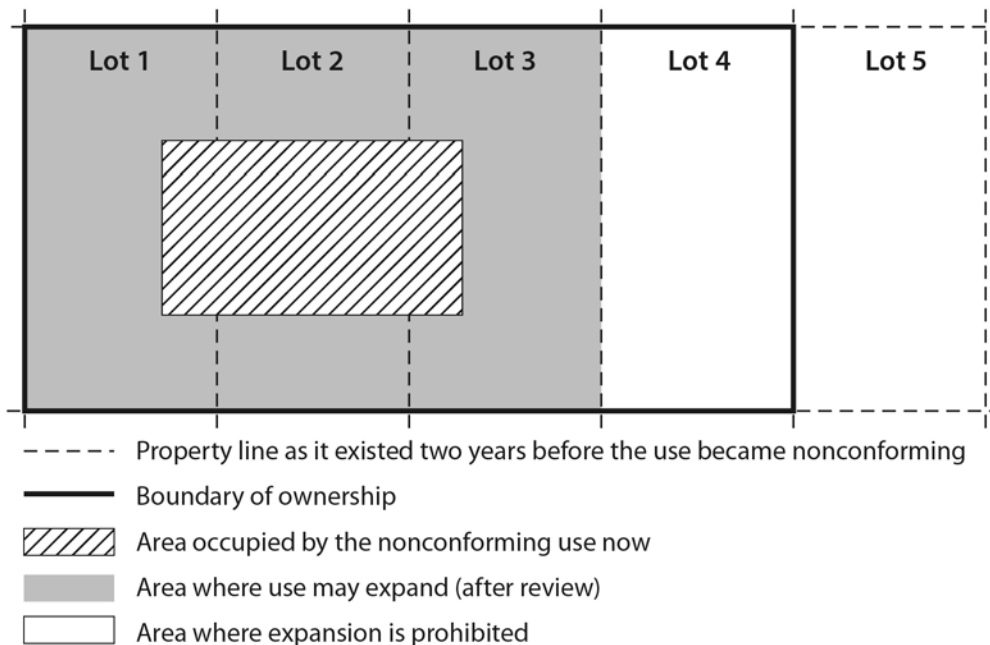 Lot 1
Lot 2
Lot 3
Lot 4
Lot 5
Property line as it existed two years before the use became nonconforming
Boundary of ownership
Area occupied by the nonconforming use now
Area where use may expand (after review)
Area where expansion is prohibited